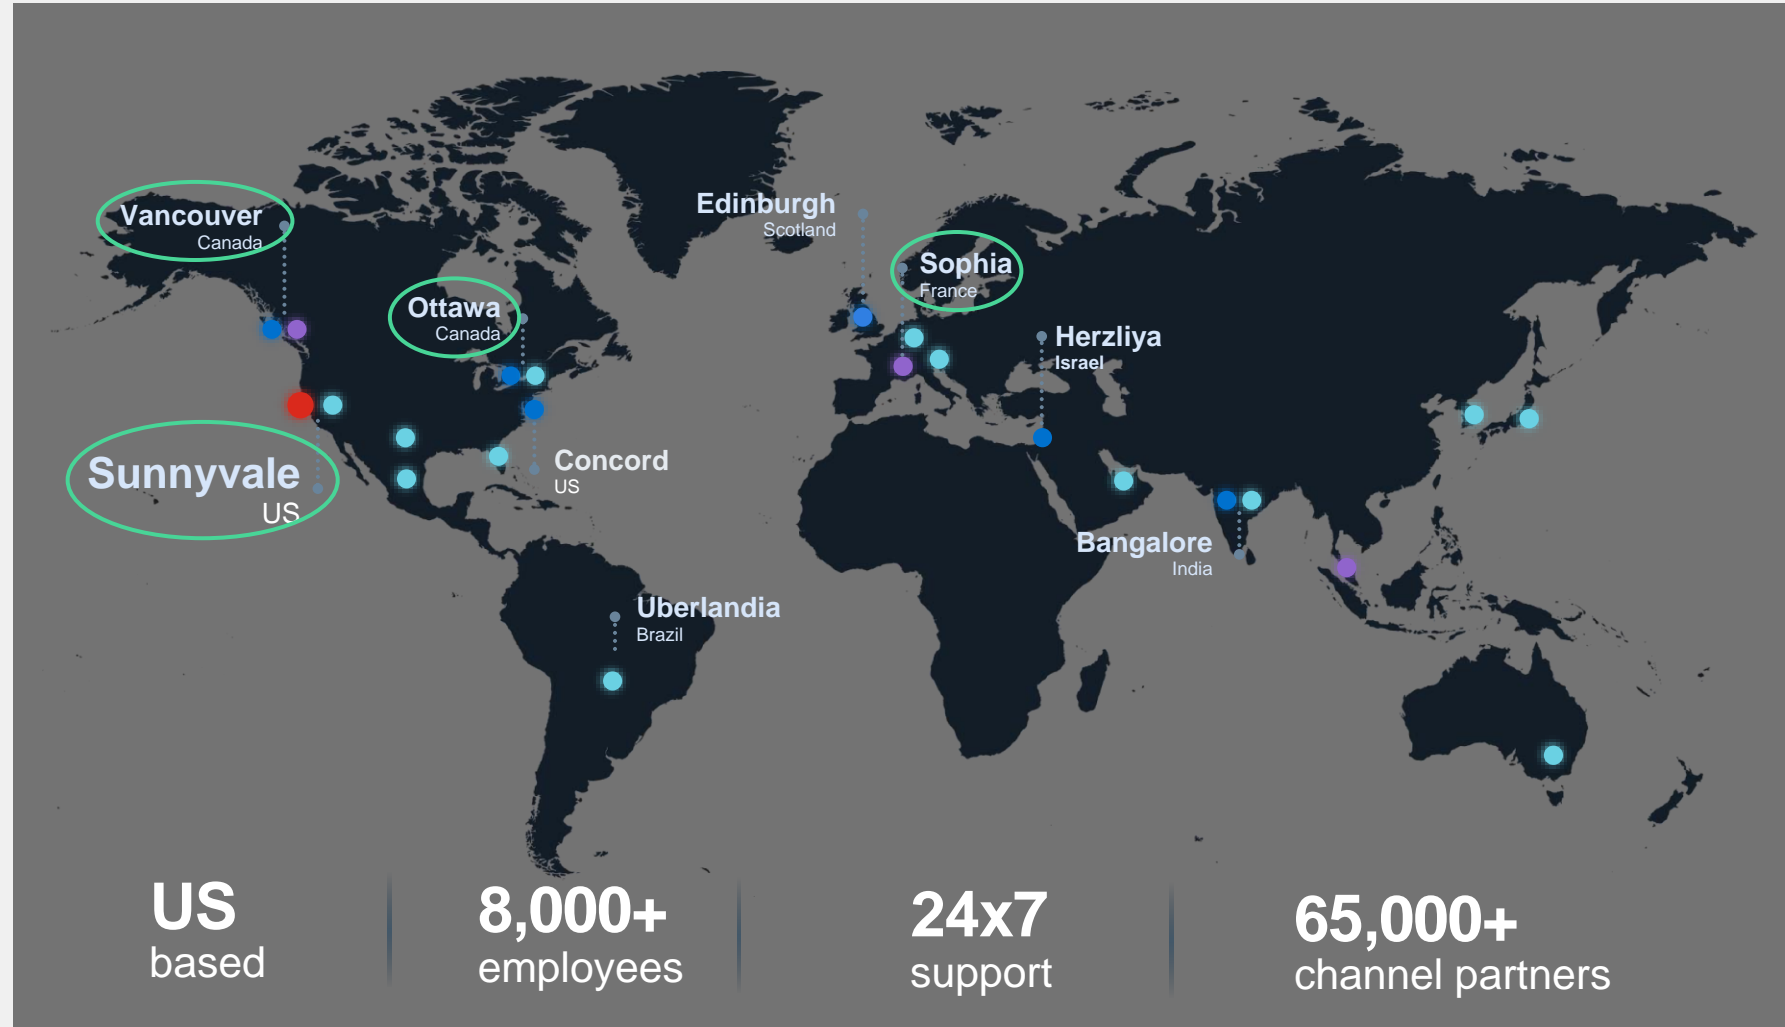 Vancouver
Canada
Edinburgh
Scotland
Sophia
France
Ottawa
Canada
Herzliya
Israel
Sunnyvale
US
Concord
US
Bangalore
India
Uberlandia
Brazil
US
based
8,000+
employees
24x7
support
65,000+
channel partners